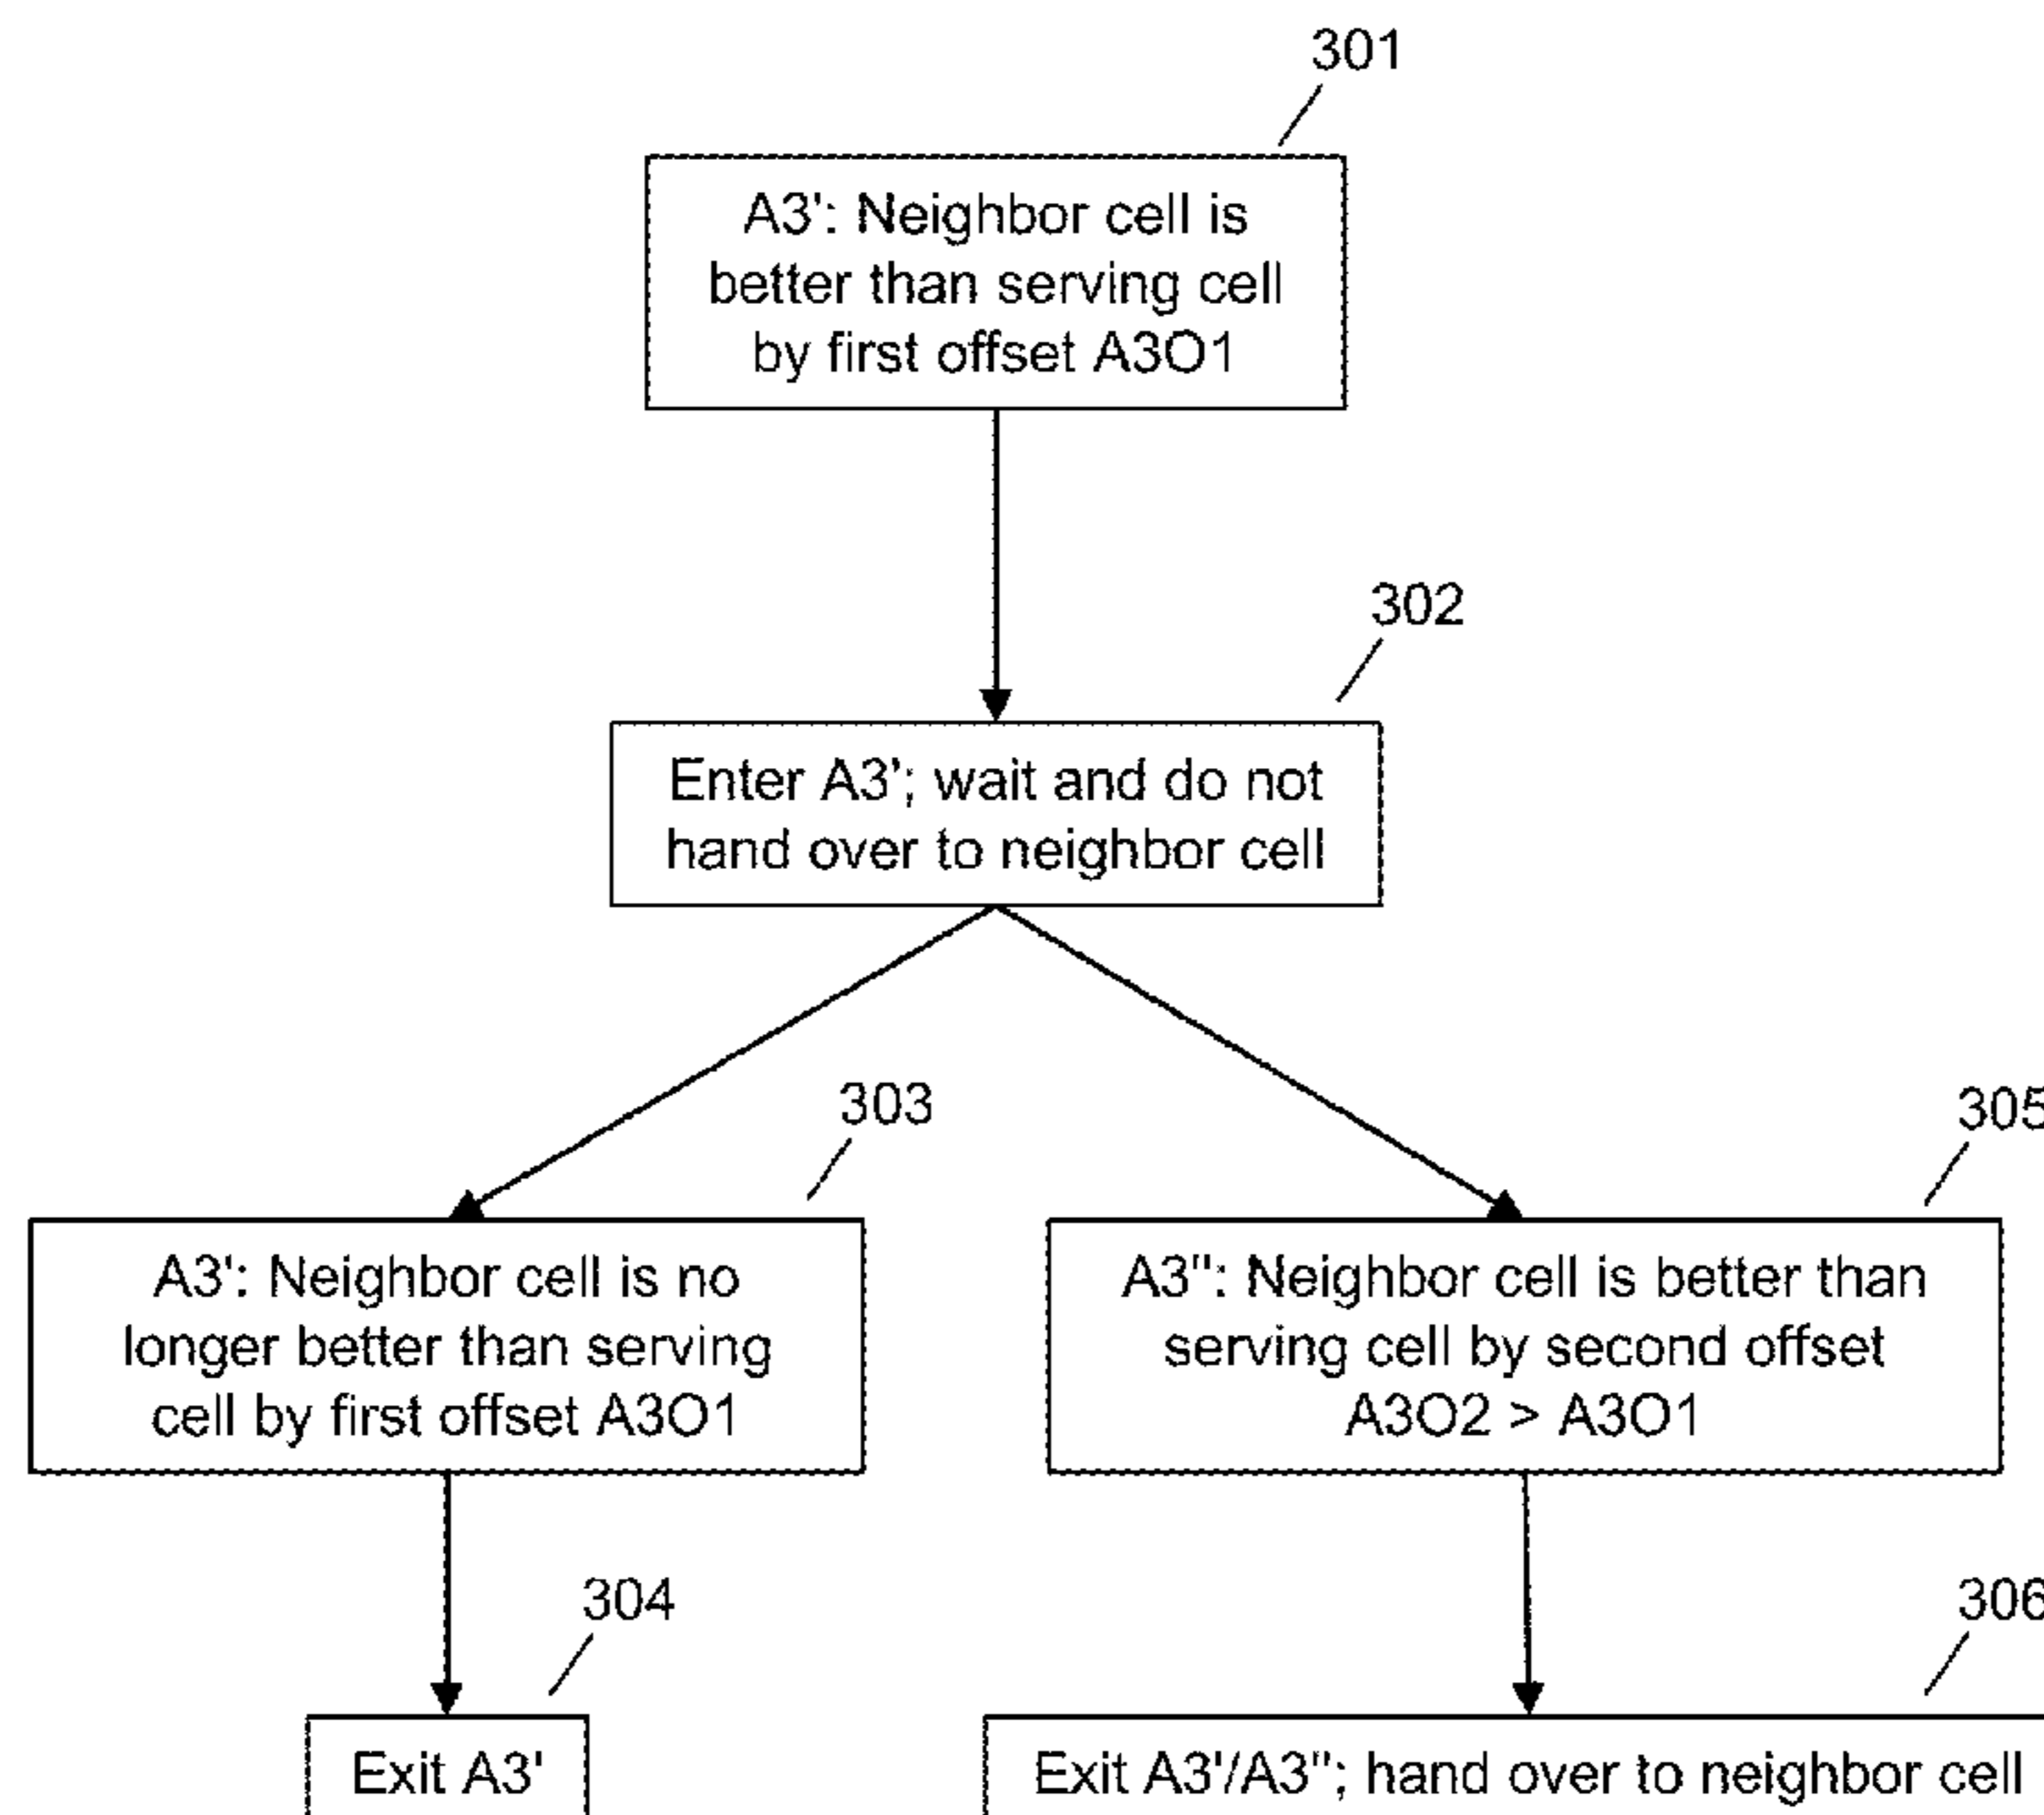 301
A3': Neighbor cell is
better than serving cell
by first offset A3O1
302
Enter A3'; wait and do not
hand over to neighbor cell
303
A3': Neighbor cell is no
longer better than serving
cell by first offset A3O1
305
A3": Neighbor cell is better than
serving cell by second offset
A3O2 > A3O1
304
Exit A3'
306
Exit A3'/A3"; hand over to neighbor cell